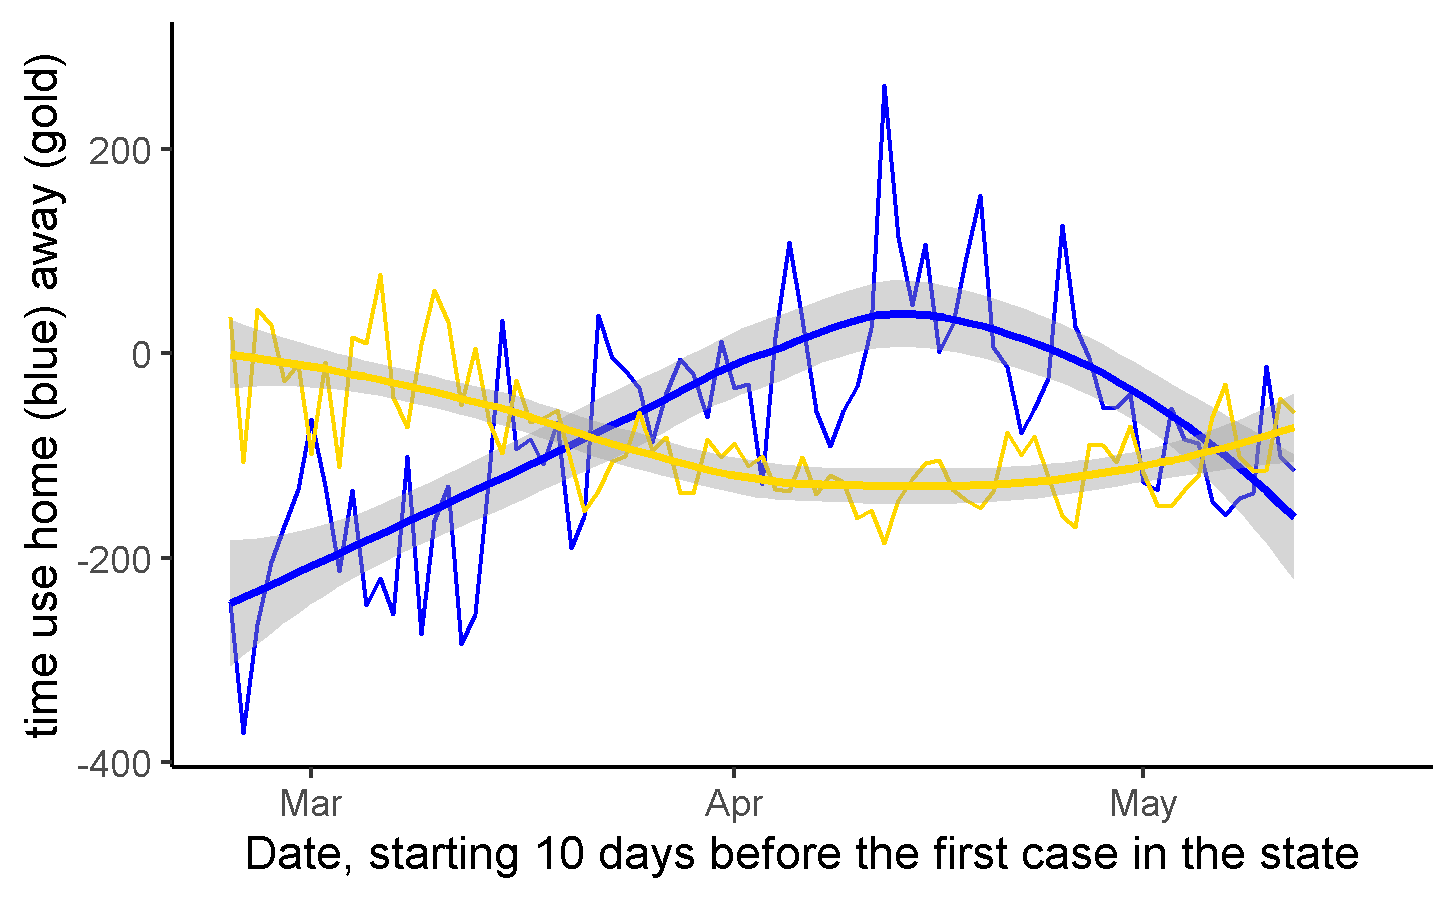 time use home (blue) away (gold)
200
0
-200
-400
Mar Apr May
Date, starting 10 days before the first case in the state